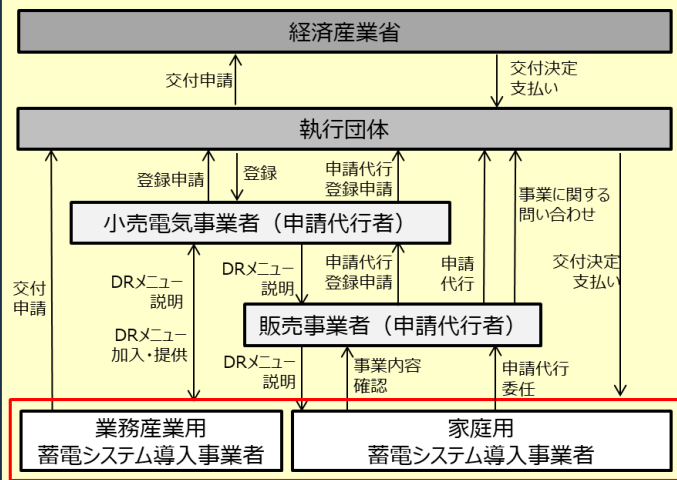 経済産業省
交付申請
交付決定
支払い
執行団体
登録申請
登録
申請代行
登録申請
事業に関する
問い合わせ
小売電気事業者（申請代行者）
交付
申請
DRメニュー
説明
DRメニュー
加入・提供
DRメニュー
説明
申請代行
登録申請
申請
代行
交付決定
支払い
販売事業者（申請代行者）
DRメニュー
説明
事業内容
確認
申請代行
委任
業務産業用
蓄電システム導入事業者
家庭用
蓄電システム導入事業者